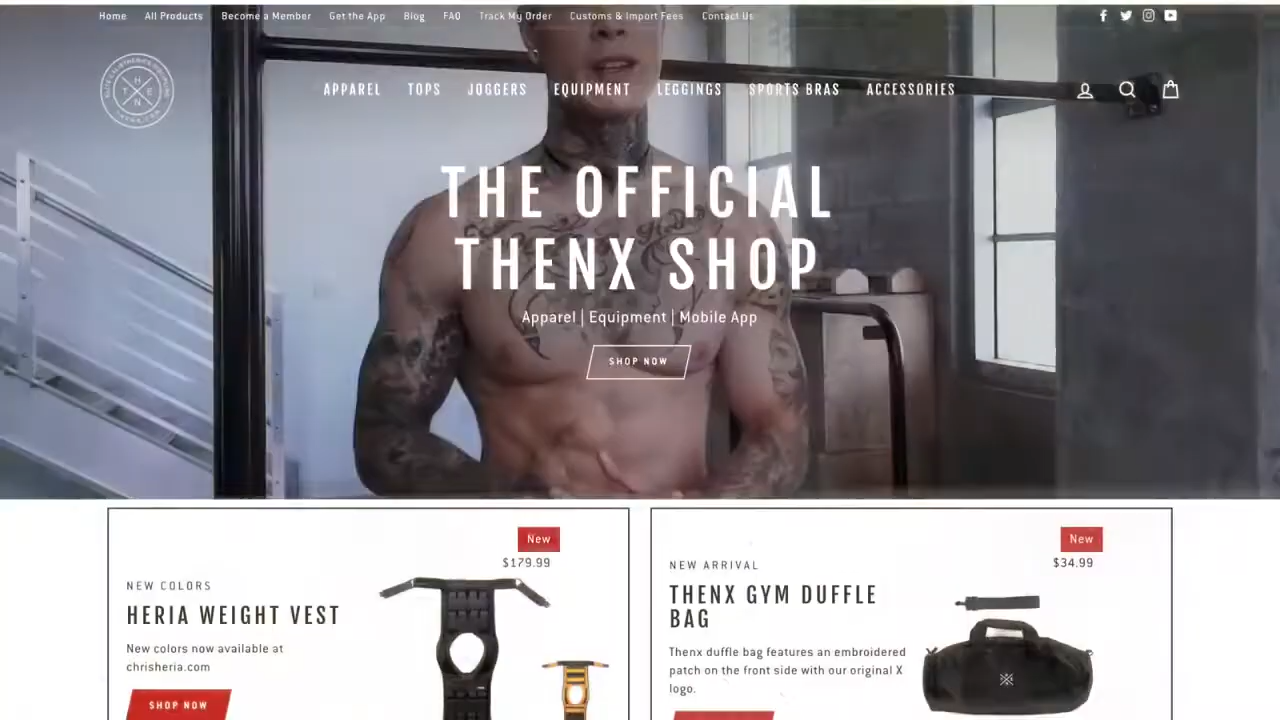 Home All Products Become a Member Get the App Blog FAQ Track My Order Customs & Import Fees Contact Us
H
T E
N
THENX.COM
APPAREL TOPS JOGGERS EQUIPMENT LEGGINGS SPORTS BRAS ACCESSORIES
THE OFFICIAL
THENX SHOP
Apparel | Equipment | Mobile App
SHOP NOW
New
$179.99
NEW COLORS
HERIA WEIGHT VEST
New colors now available at
chrisheria.com
SHOP NOW
New
$34.99
NEW ARRIVAL
THENX GYM DUFFLE
BAG
Thenx duffle bag features an embroidered
patch on the front side with our original X
logo.